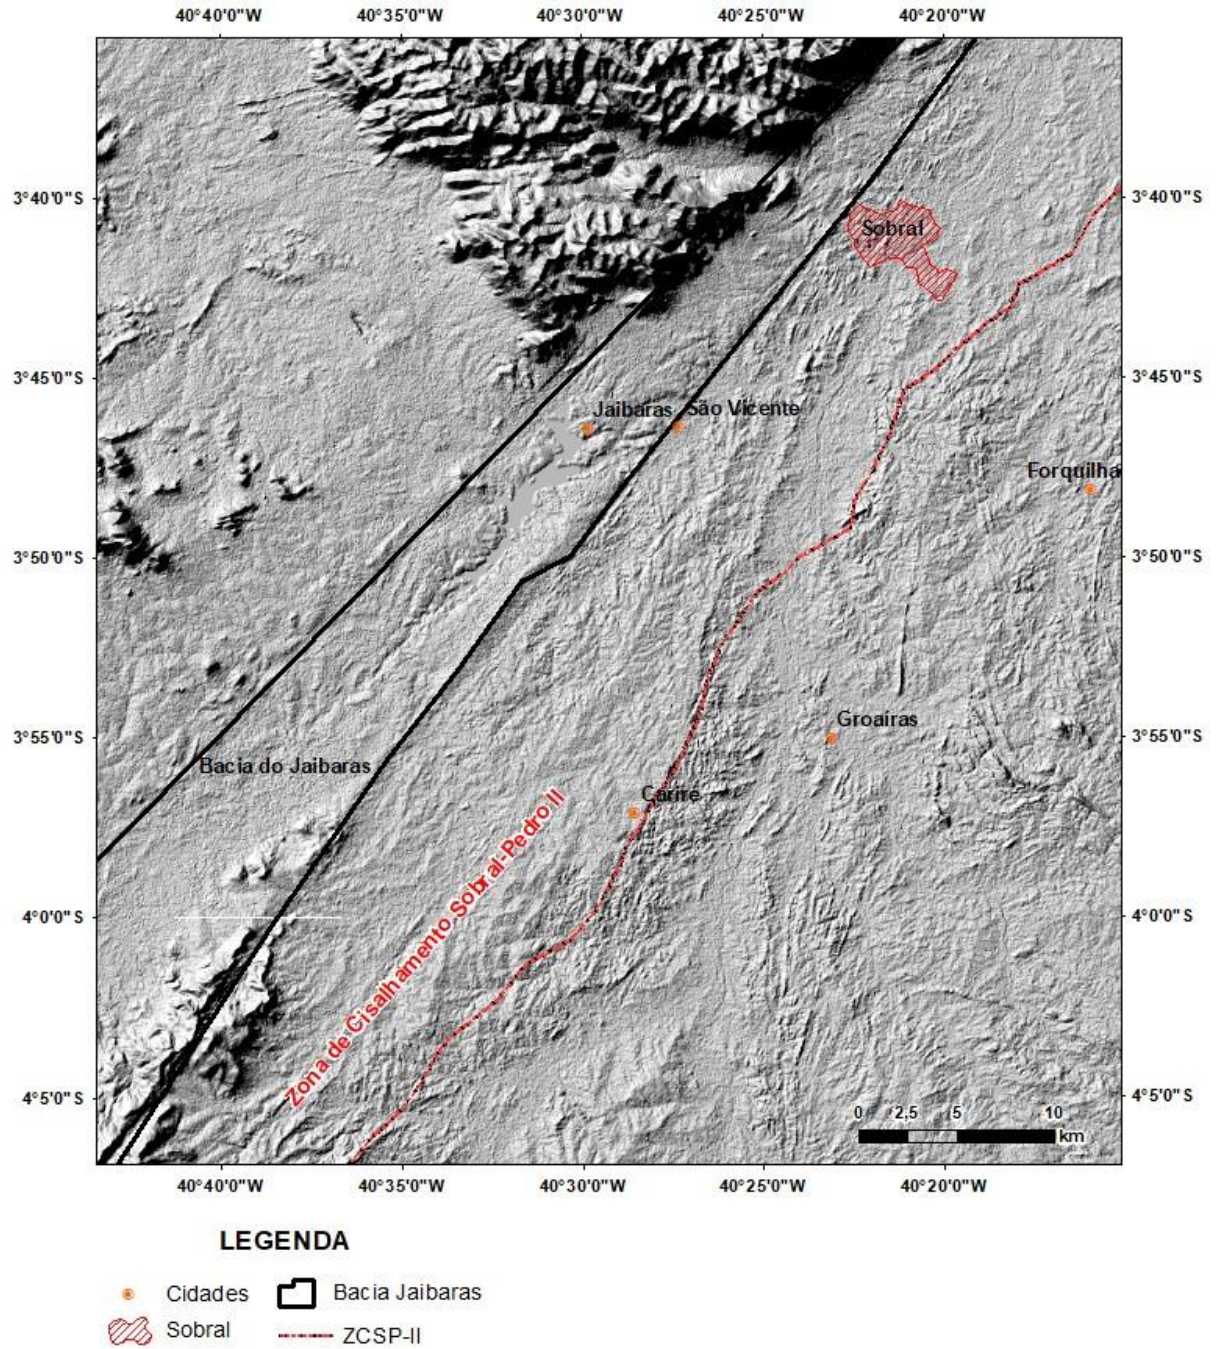 40°40'0"W 40°35'0"W 40°30'0"W 40°25'0"W 40°20'0"W
3°40'0"S 3°40'0"S
Sobral
3°45'0"S 3°45'0"S
Jaibaras São Vicente
Forquilha
3°50'0"S 3°50'0"S
Groaíras
3°55'0"S 3°55'0"S
Bacia do Jaibaras
Cariré
Zona de Cisalhamento Sobral-Pedro II
4°0'0"S 4°0'0"S
4°5'0"S 4°5'0"S
0 2,5 5 10
km
40°40'0"W 40°35'0"W 40°30'0"W 40°25'0"W 40°20'0"W
LEGENDA
Cidades Bacia Jaibaras
Sobral ZCSP-II